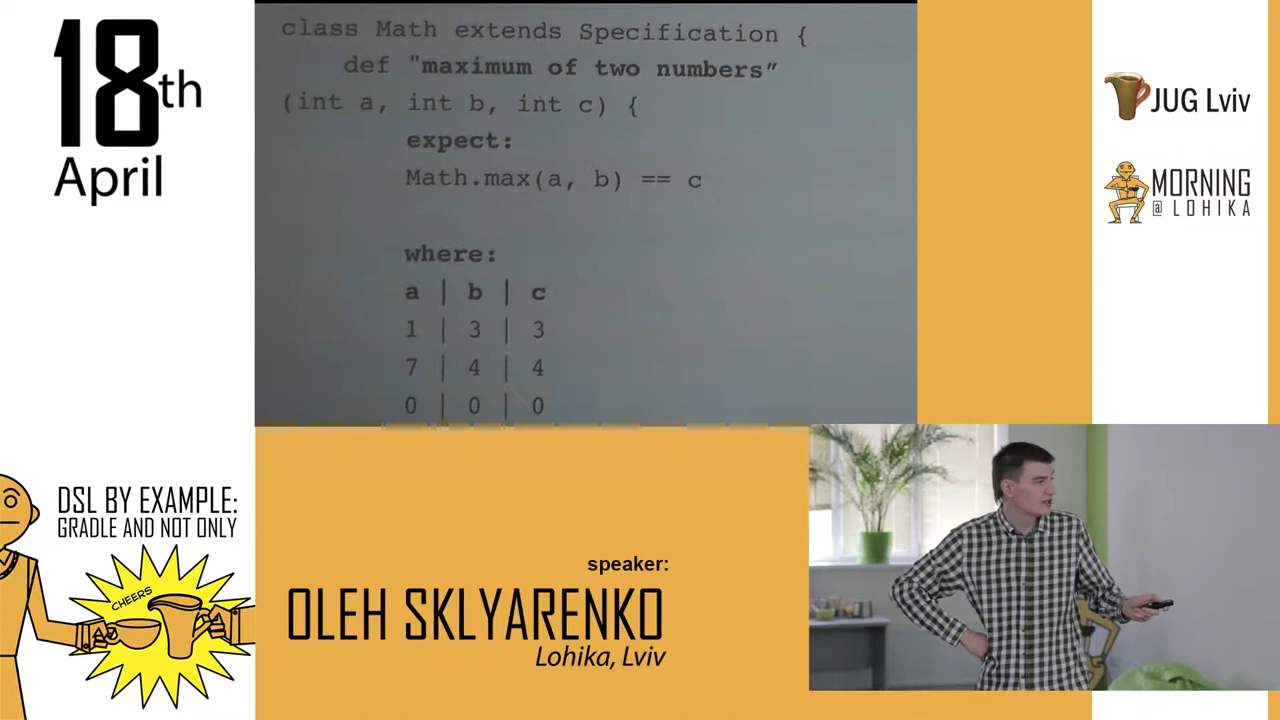 18th
April
class Math extends Specification {
def "maximum of two numbers”
(int a, int b, int c) {
expect:
Math.max(a, b) == c
where:
a | b | c
1 | 3 | 3
7 | 4 | 4
0 | 0 | 0
JUG Lviv
MORNING
@ LOHIKA
DSL BY EXAMPLE:
GRADLE AND NOT ONLY
CHEERS
speaker:
OLEH SKLYARENKO
Lohika, Lviv